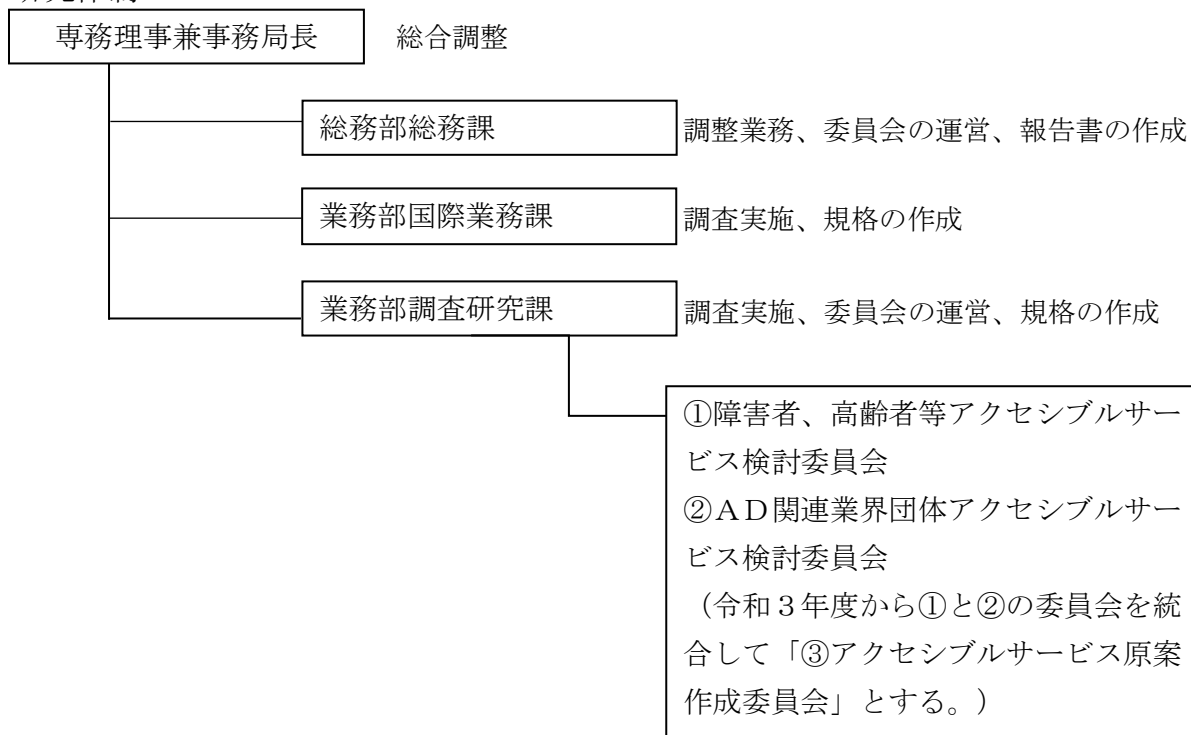 専務理事兼事務局長　総合調整
総務部総務課　調整業務、委員会の運営、報告書の作成
業務部国際業務課　調査実施、規格の作成
業務部調査研究課　調査実施、委員会の運営、規格の作成
①障害者、高齢者等アクセシブルサー
ビス検討委員会
②ＡＤ関連業界団体アクセシブルサー
ビス検討委員会
（令和３年度から①と②の委員会を統
合して「③アクセシブルサービス原案
作成委員会」とする。）